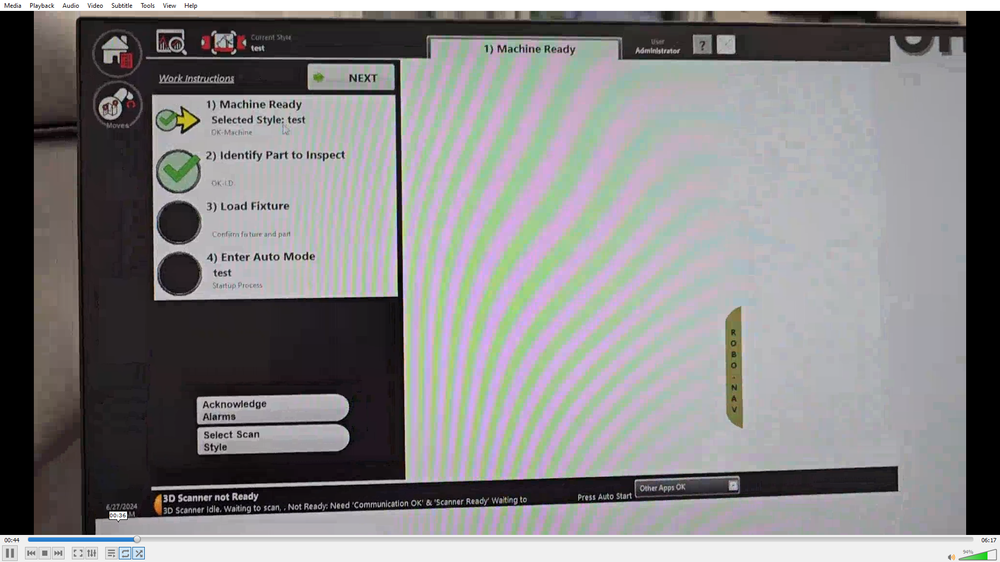 Media Playback Audio Video Subtitle Tools View Help
Current Style
test
1) Machine Ready
User
Administrator
?
Work Instructions
NEXT
Moves
1) Machine Ready
Selected Style: test
OK-Machine
2) Identify Part to Inspect
OK-I.D.
3) Load Fixture
Confirm fixture and part
4) Enter Auto Mode
test
Startup Process
ROBO-NAV
Acknowledge
Alarms
Select Scan
Style
3D Scanner not Ready
3D Scanner Idle. Waiting to scan, . Not Ready: Need 'Communication OK' & 'Scanner Ready' Waiting to
Press Auto Start
Other Apps OK
6/27/2024
00:36
00:44
06:17
94%